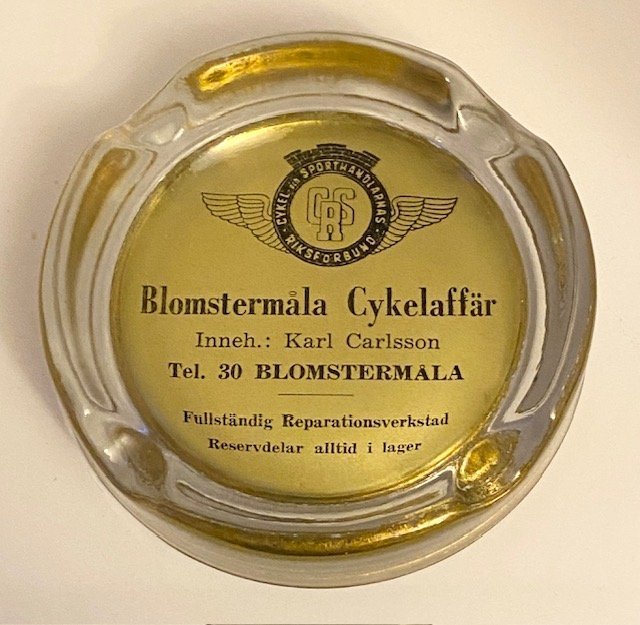 CYKEL- och SPORTHANDLARNAS
CRS
RIKSFÖRBUND
Blomstermåla Cykelaffär
Inneh.: Karl Carlsson
Tel. 30 BLOMSTERMÅLA
Fullständig Reparationsverkstad
Reservdelar alltid i lager